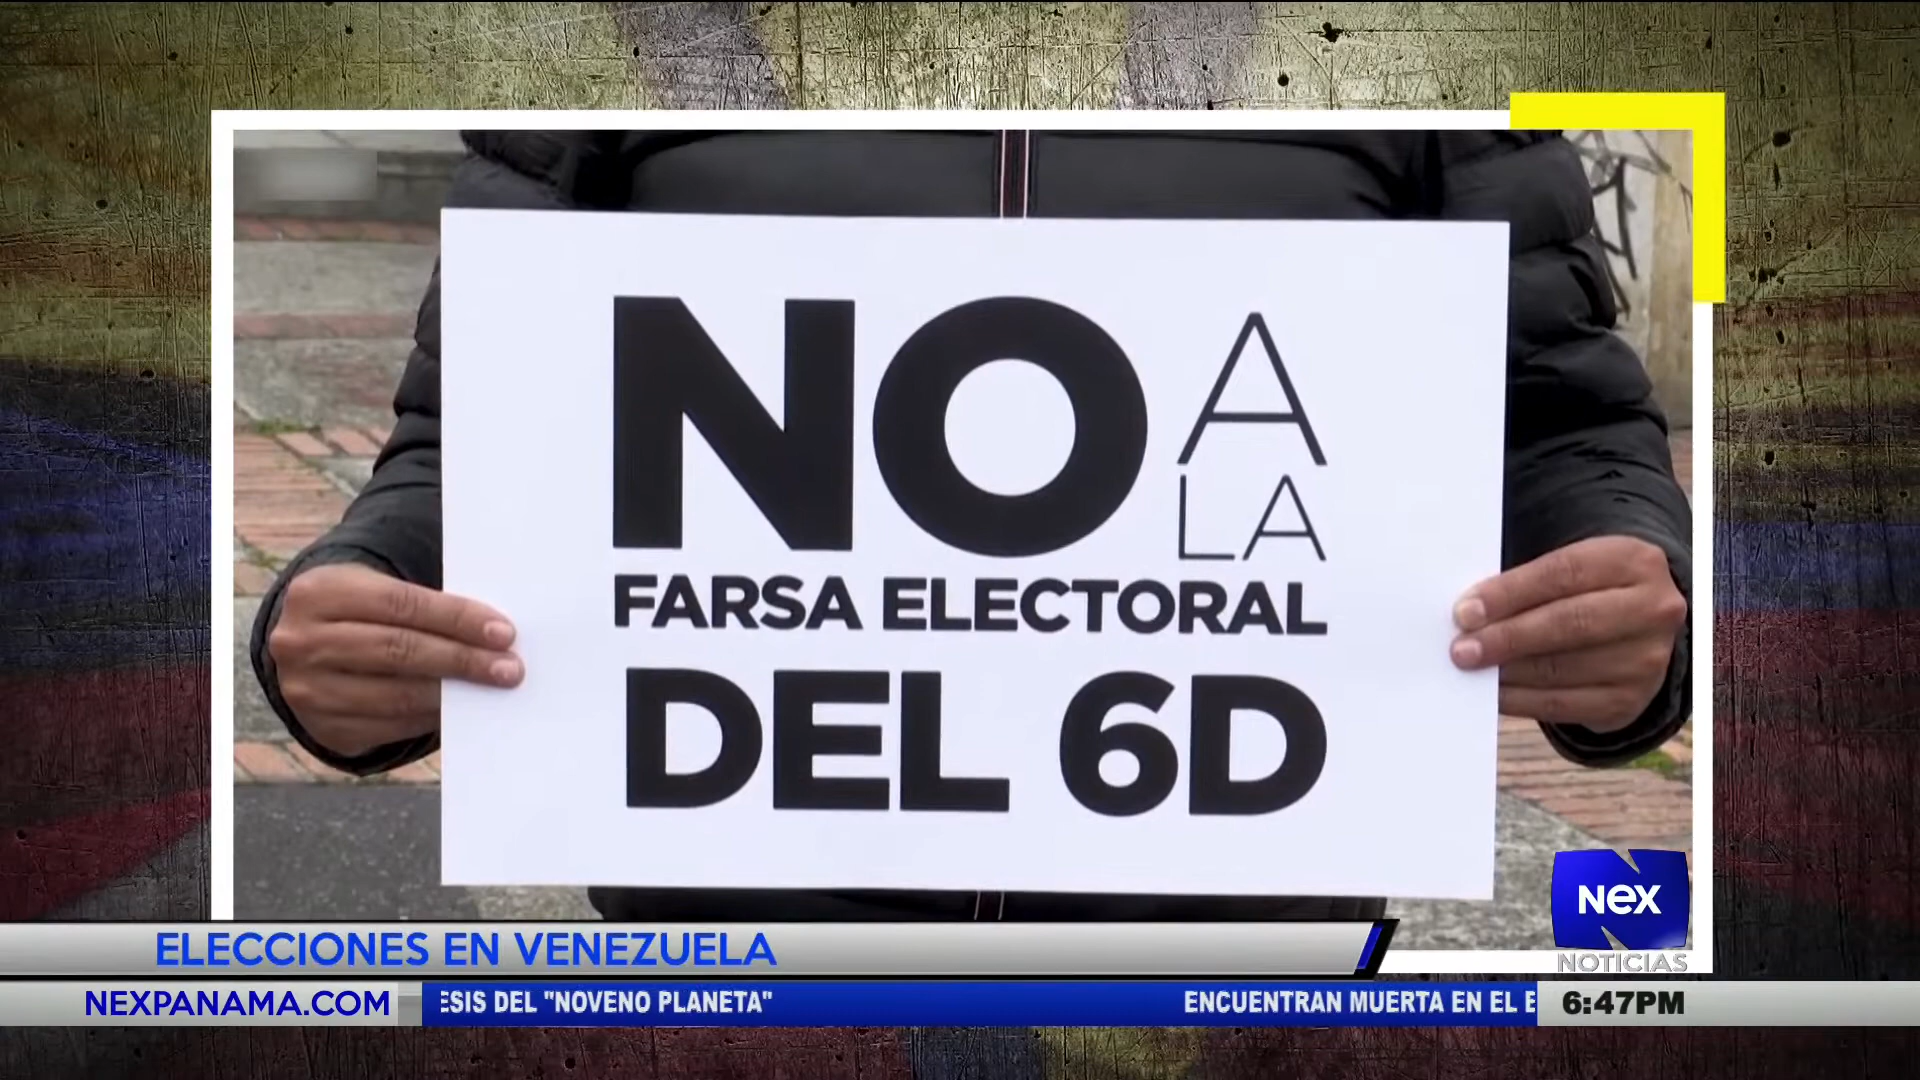 NO A
LA
FARSA ELECTORAL
DEL 6D
NEX
NOTICIAS
ELECCIONES EN VENEZUELA
NEXPANAMA.COM
DEL "NOVENO PLANETA"
ENCUENTRAN MUERTA EN EL
6:47PM